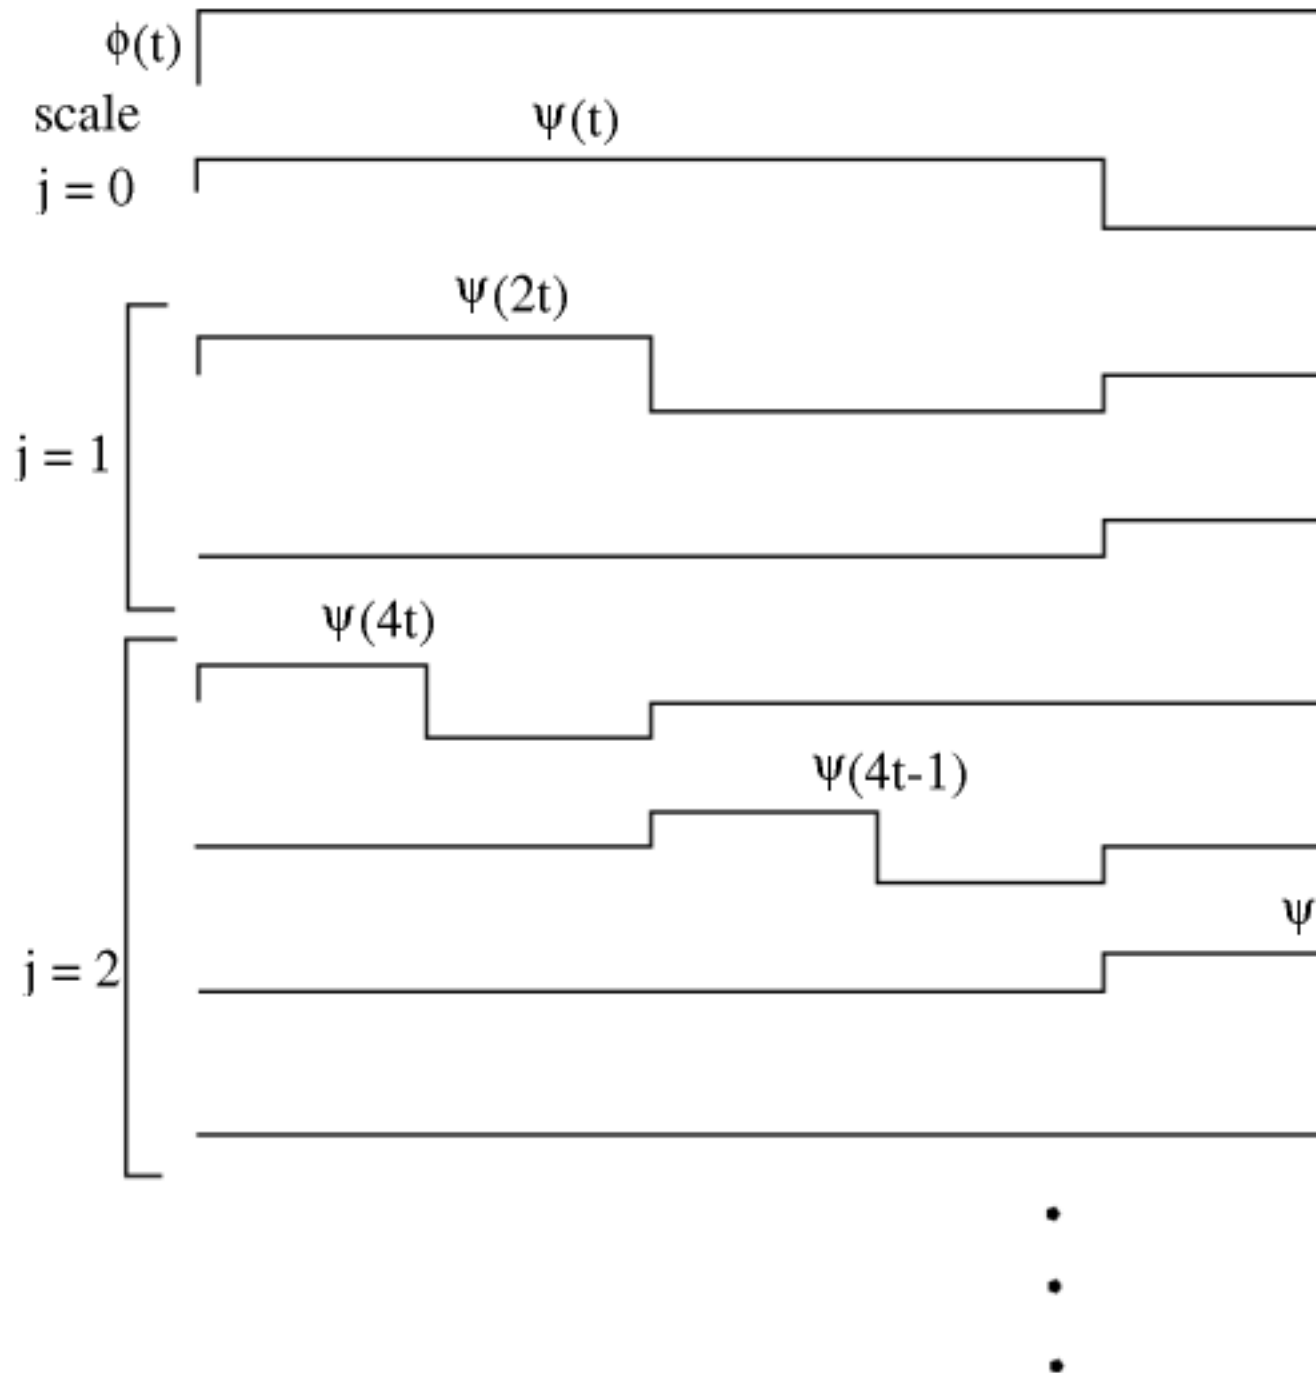 ϕ(t)
scale
ψ(t)
j = 0
ψ(2t)
j = 1
ψ(4t)
ψ(4t-1)
ψ
j = 2